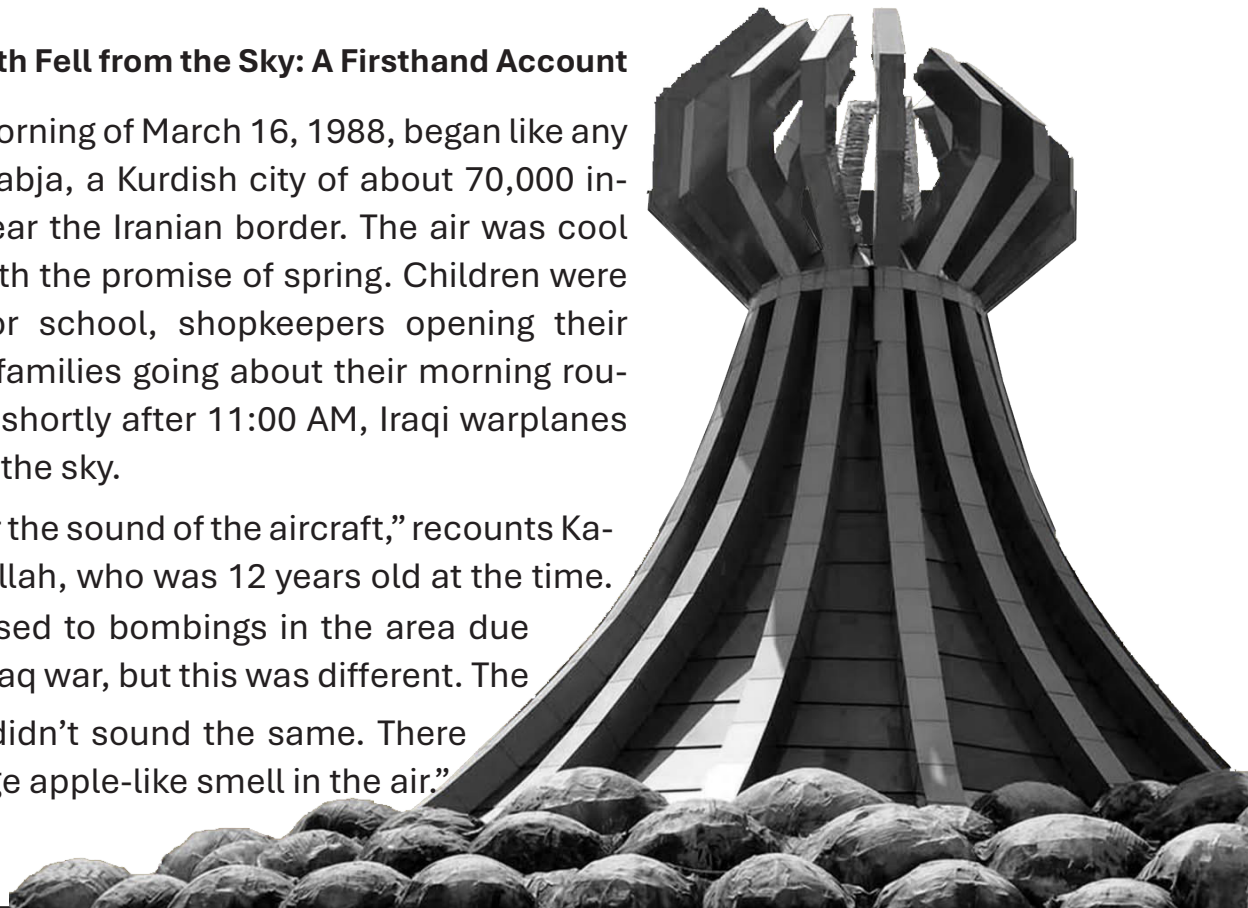 th Fell from the Sky: A Firsthand Account
orning of March 16, 1988, began like any
abja, a Kurdish city of about 70,000 in-
ear the Iranian border. The air was cool
th the promise of spring. Children were
or school, shopkeepers opening their
families going about their morning rou-
shortly after 11:00 AM, Iraqi warplanes
the sky.
r the sound of the aircraft,” recounts Ka-
llah, who was 12 years old at the time.
sed to bombings in the area due
aq war, but this was different. The
didn’t sound the same. There
ge apple-like smell in the air.”